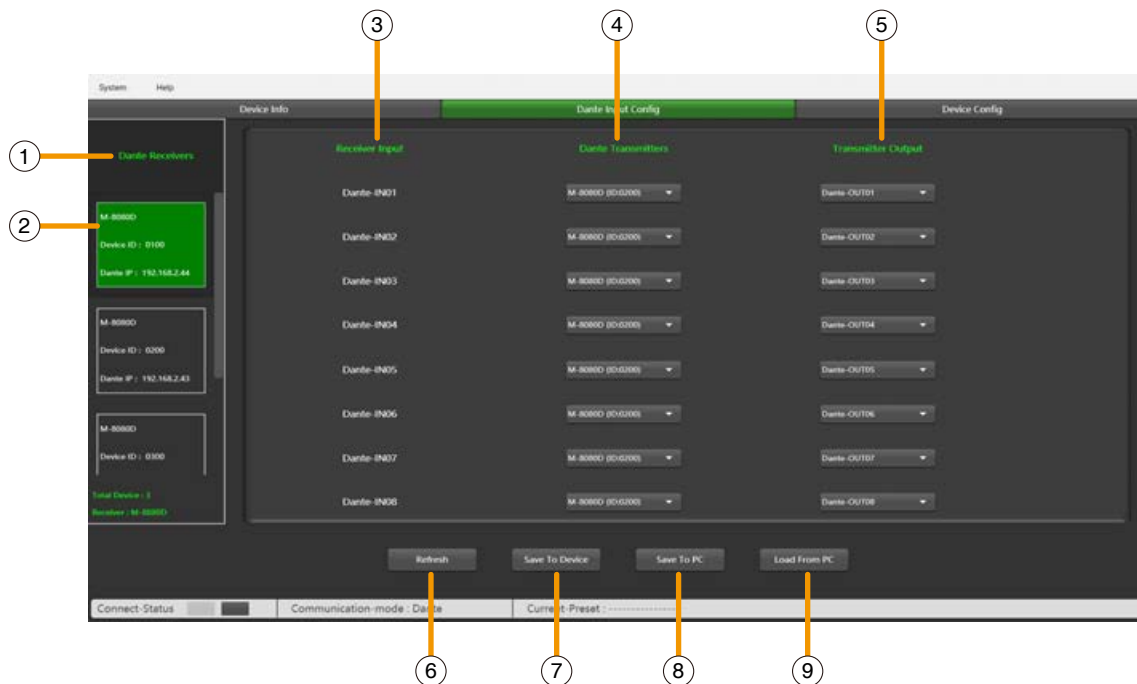 3
4
5
System Help
Device Info Dante Input Config Device Config
1
Dante Receivers
Receiver Input Dante Transmitters Transmitter Output
2
M-8080D
Device ID : 0100
Dante IP : 192.168.2.44
M-8080D
Device ID : 0200
Dante IP : 192.168.2.43
M-8080D
Device ID : 0300
Total Device : 3
Receiver : M-8080D
Dante-IN01 M-8080D (ID:0200) Dante-OUT01
Dante-IN02 M-8080D (ID:0200) Dante-OUT02
Dante-IN03 M-8080D (ID:0200) Dante-OUT03
Dante-IN04 M-8080D (ID:0200) Dante-OUT04
Dante-IN05 M-8080D (ID:0200) Dante-OUT05
Dante-IN06 M-8080D (ID:0200) Dante-OUT06
Dante-IN07 M-8080D (ID:0200) Dante-OUT07
Dante-IN08 M-8080D (ID:0200) Dante-OUT08
Refresh Save To Device Save To PC Load From PC
Connect-Status Communication-mode : Dante Current-Preset : ---------------
6
7
8
9